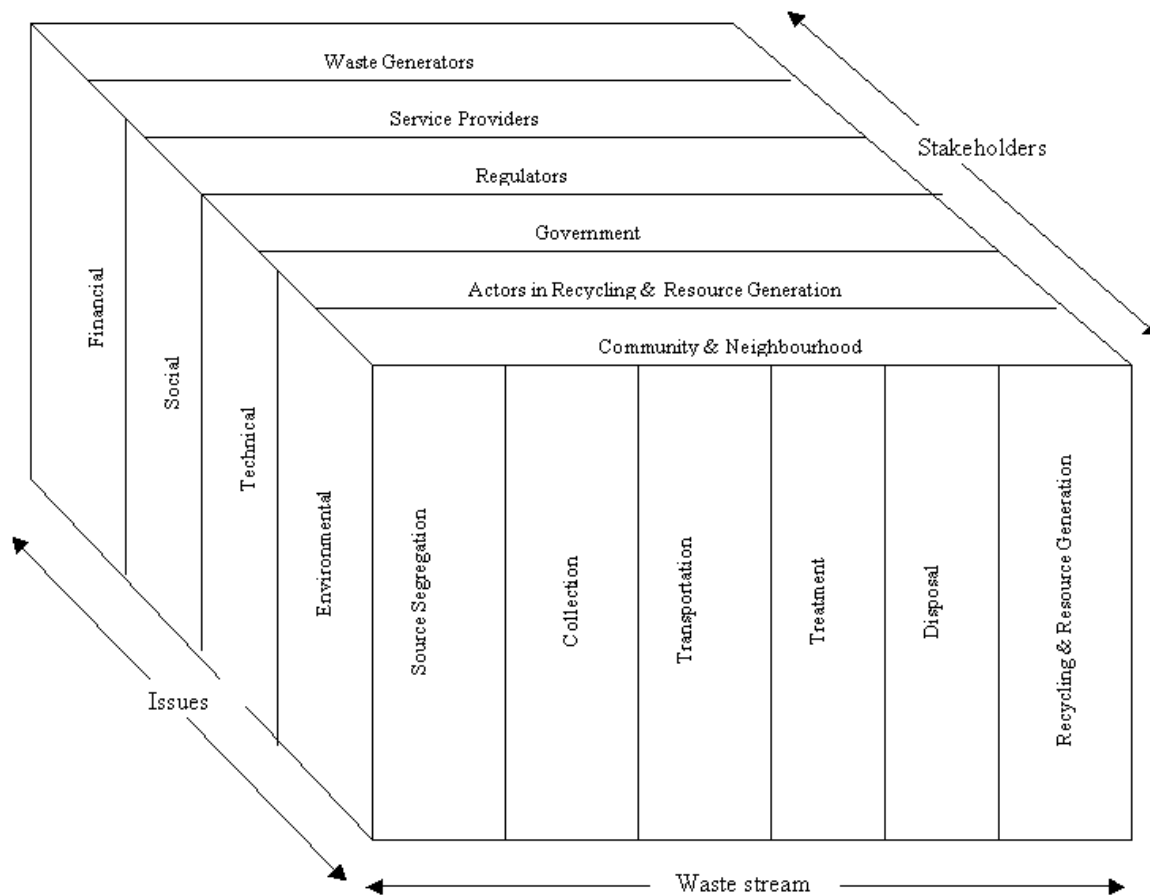 Waste Generators
Service Providers
Stakeholders
Regulators
Government
Actors in Recycling & Resource Generation
Community & Neighbourhood
Financial
Social
Technical
Environmental
Source Segregation
Collection
Transportation
Treatment
Disposal
Recycling & Resource Generation
Issues
Waste stream